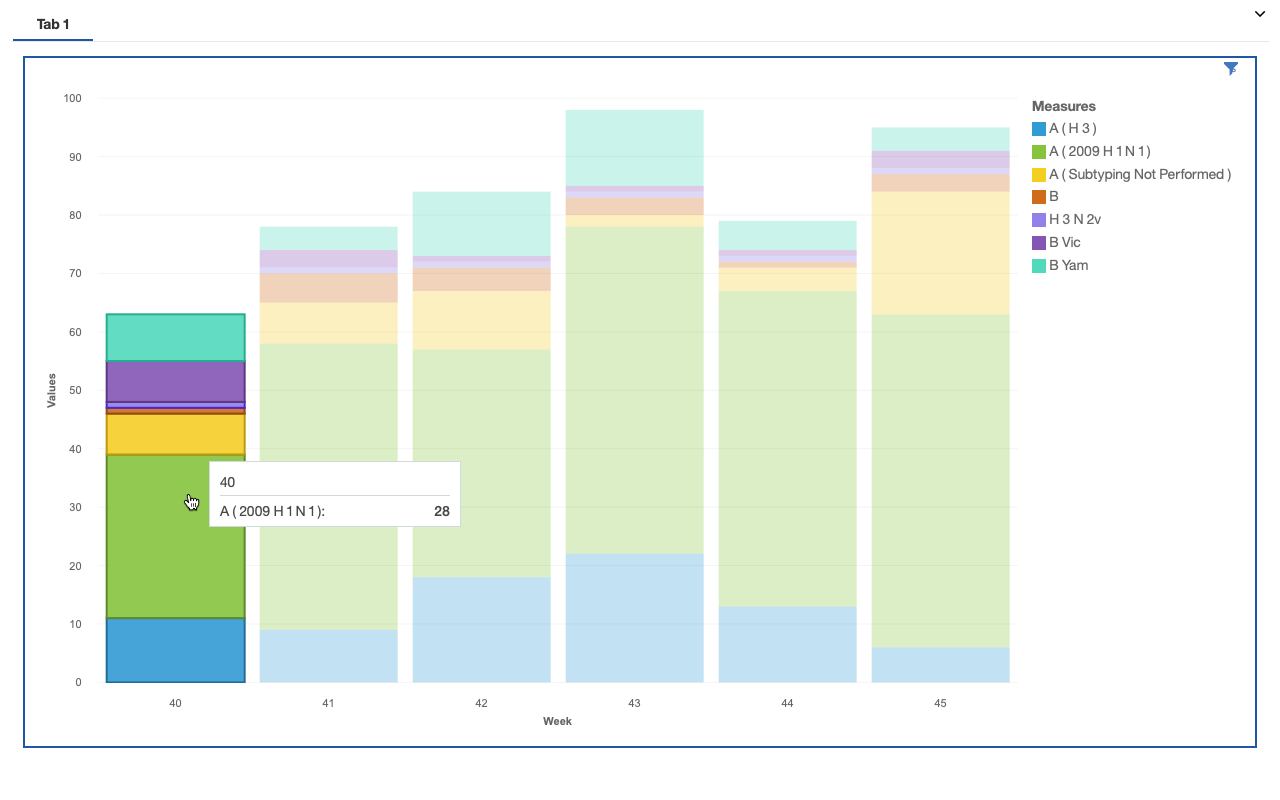 Tab 1
Measures
A ( H 3 )
A ( 2009 H 1 N 1 )
A ( Subtyping Not Performed )
B
H 3 N 2v
B Vic
B Yam
100
90
80
70
60
50
40
30
20
10
0
Values
40
A ( 2009 H 1 N 1 ): 28
40 41 42 43 44 45
Week